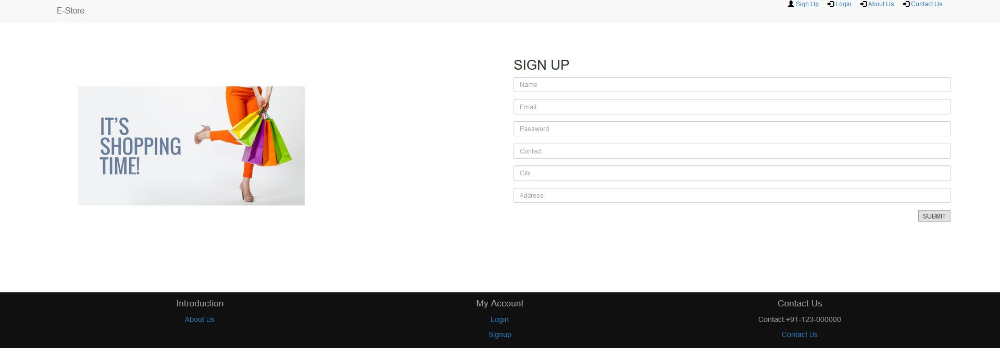 E-Store
Sign Up Login About Us Contact Us
IT'S
SHOPPING
TIME!
SIGN UP
Name
Email
Password
Contact
City
Address
SUBMIT
Introduction
About Us
My Account
Login
Signup
Contact Us
Contact:+91-123-000000
Contact Us